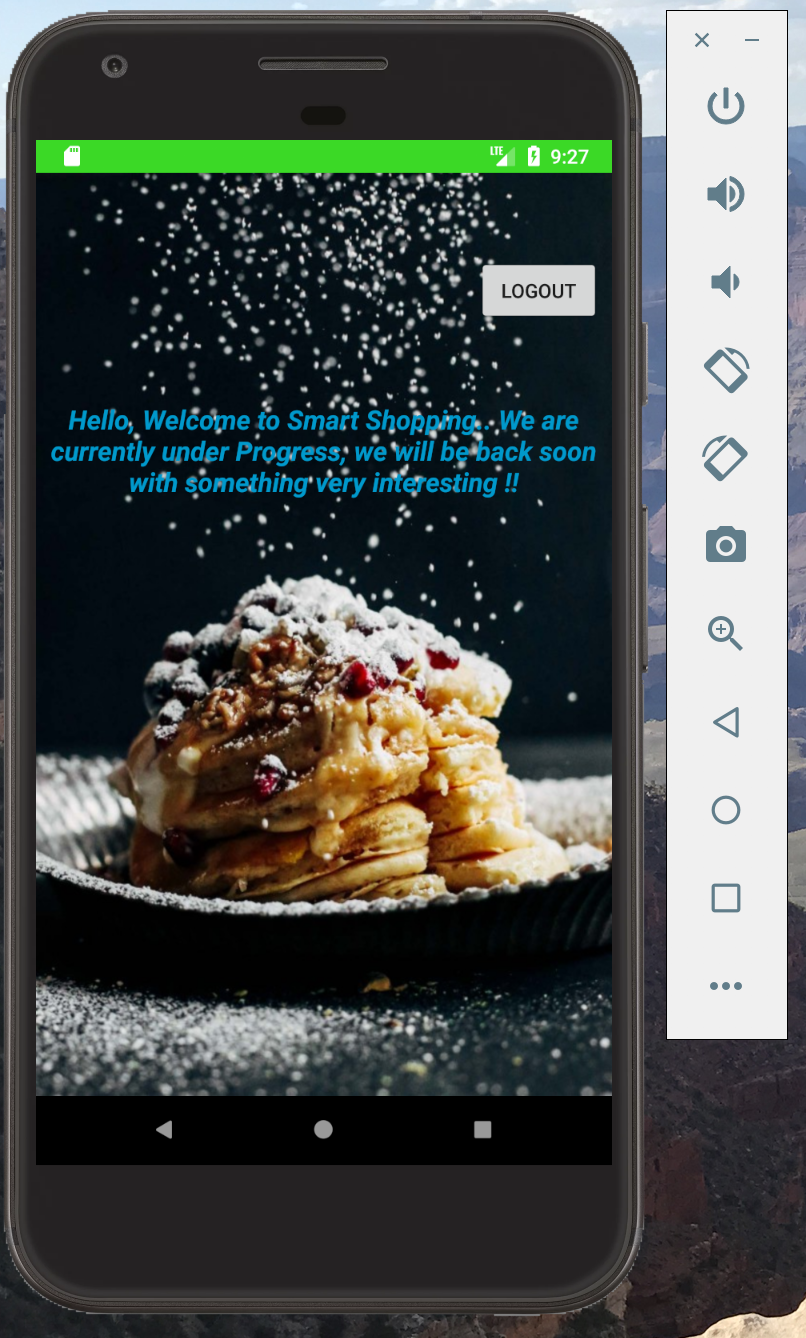 LTE 9:27
LOGOUT
Hello, Welcome to Smart Shopping.. We are
currently under Progress, we will be back soon
with something very interesting !!